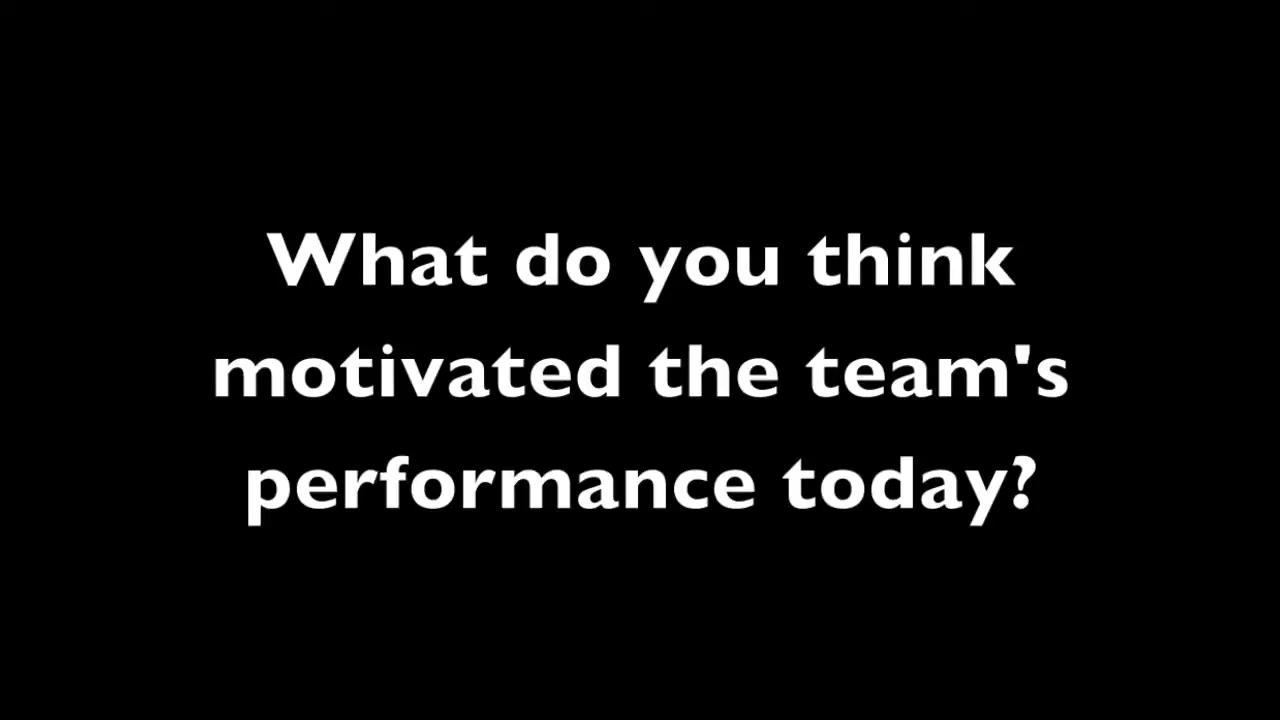 What do you think
motivated the team's
performance today?